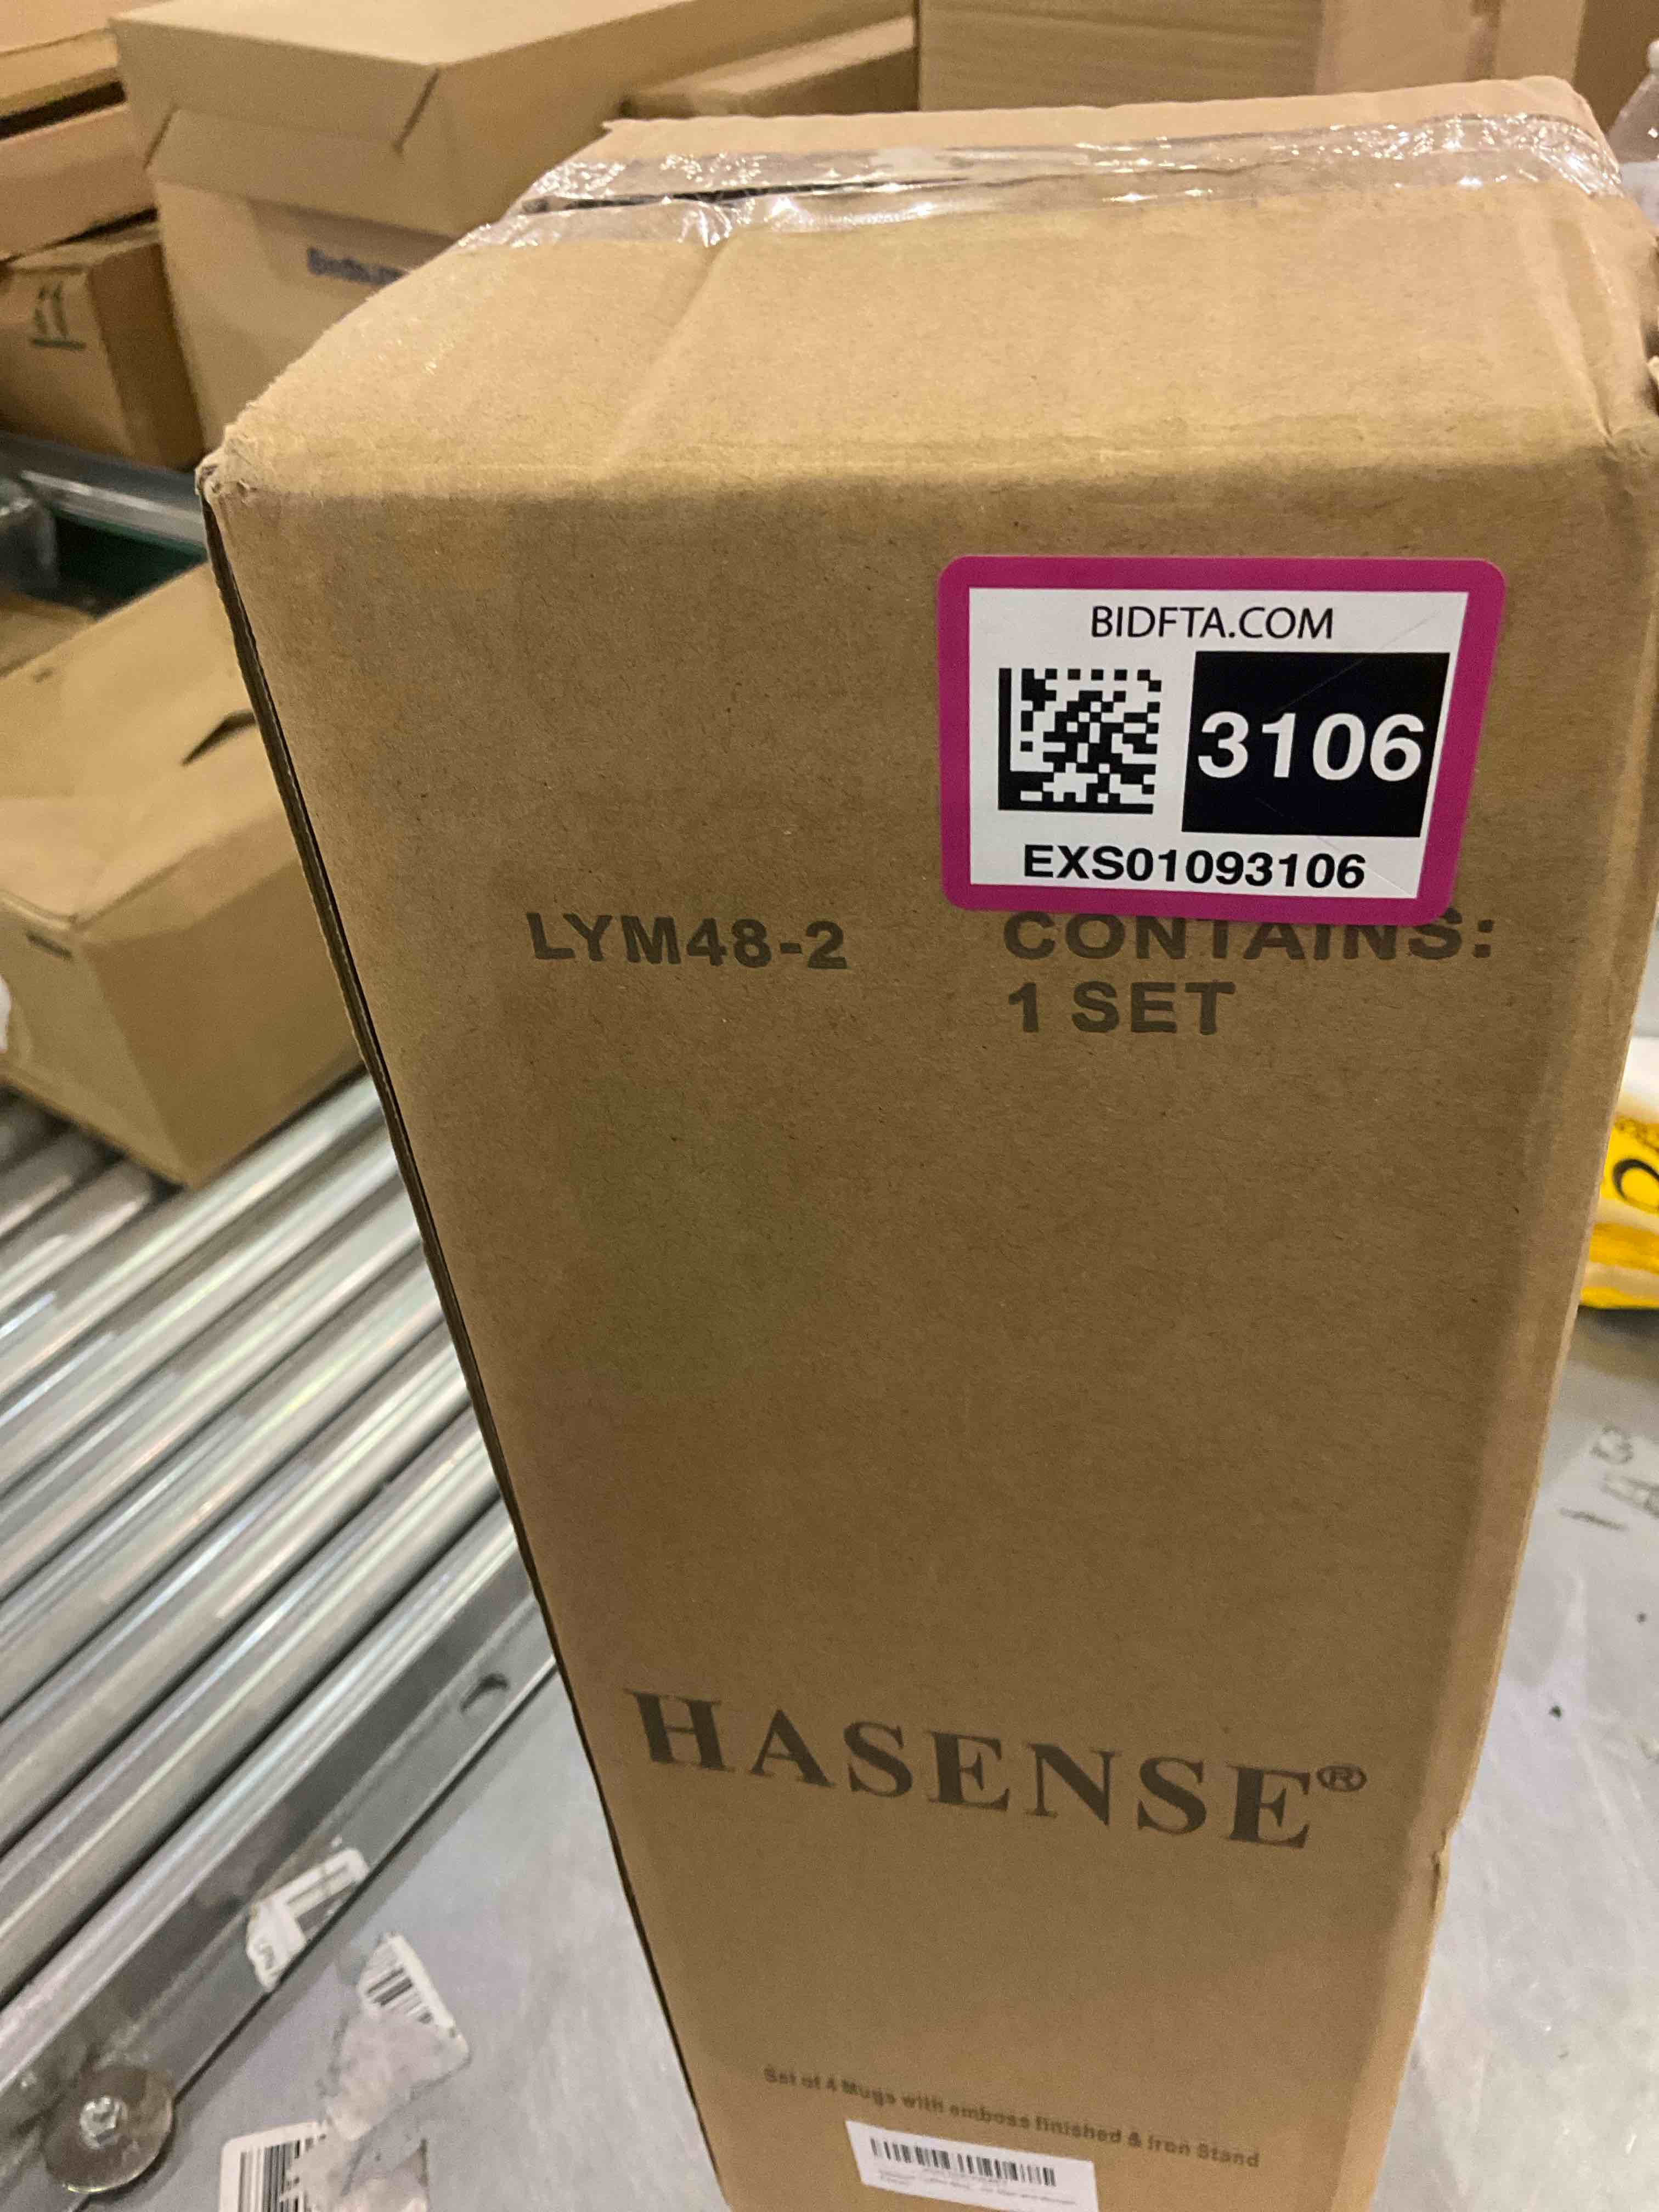 BIDFTA.COM
3106
EXS01093106
LYM48-2
CONTAINS:
1 SET
HASENSE®
Set of 4 Mugs with emboss finished & Iron Stand